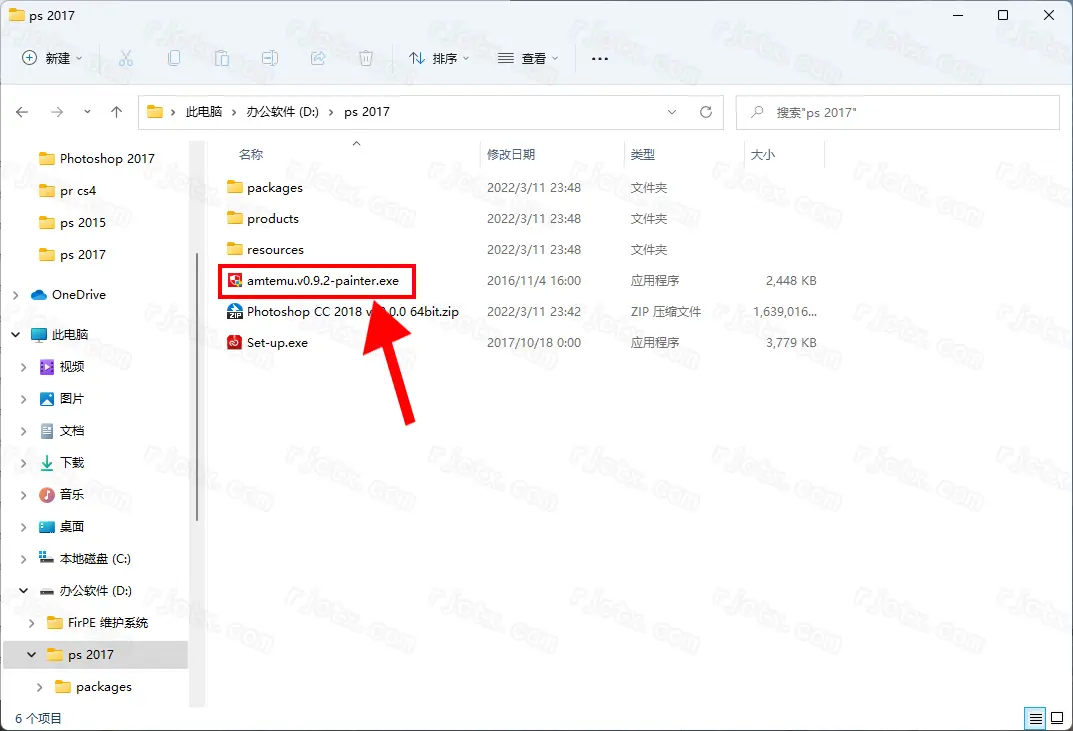 ps 2017
新建
排序
查看
此电脑
办公软件 (D:)
ps 2017
搜索"ps 2017"
名称 修改日期 类型 大小
packages 2022/3/11 23:48 文件夹
products 2022/3/11 23:48 文件夹
resources 2022/3/11 23:48 文件夹
amtemu.v0.9.2-painter.exe 2016/11/4 16:00 应用程序 2,448 KB
Photoshop CC 2018 v 0.0 64bit.zip 2022/3/11 23:42 ZIP 压缩文件 1,639,016...
Set-up.exe 2017/10/18 0:00 应用程序 3,779 KB
Photoshop 2017
pr cs4
ps 2015
ps 2017
OneDrive
此电脑
视频
图片
文档
下载
音乐
桌面
本地磁盘 (C:)
办公软件 (D:)
FirPE 维护系统
ps 2017
packages
6 个项目